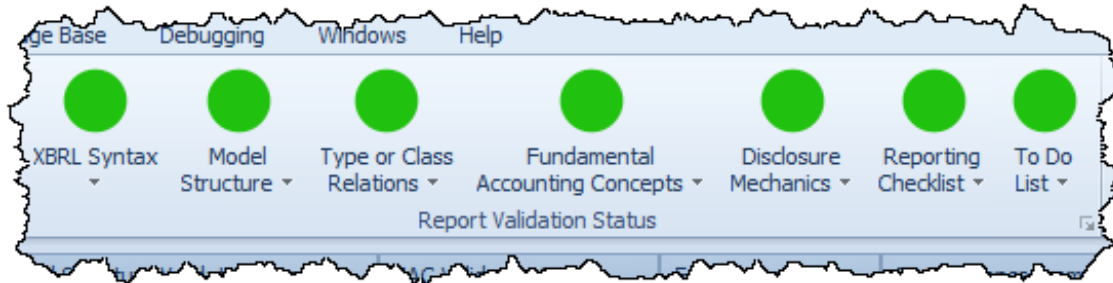 Base Debugging Windows Help
XBRL Syntax Model Type or Class Fundamental Disclosure Reporting To Do
Structure Relations Accounting Concepts Mechanics Checklist List
Report Validation Status